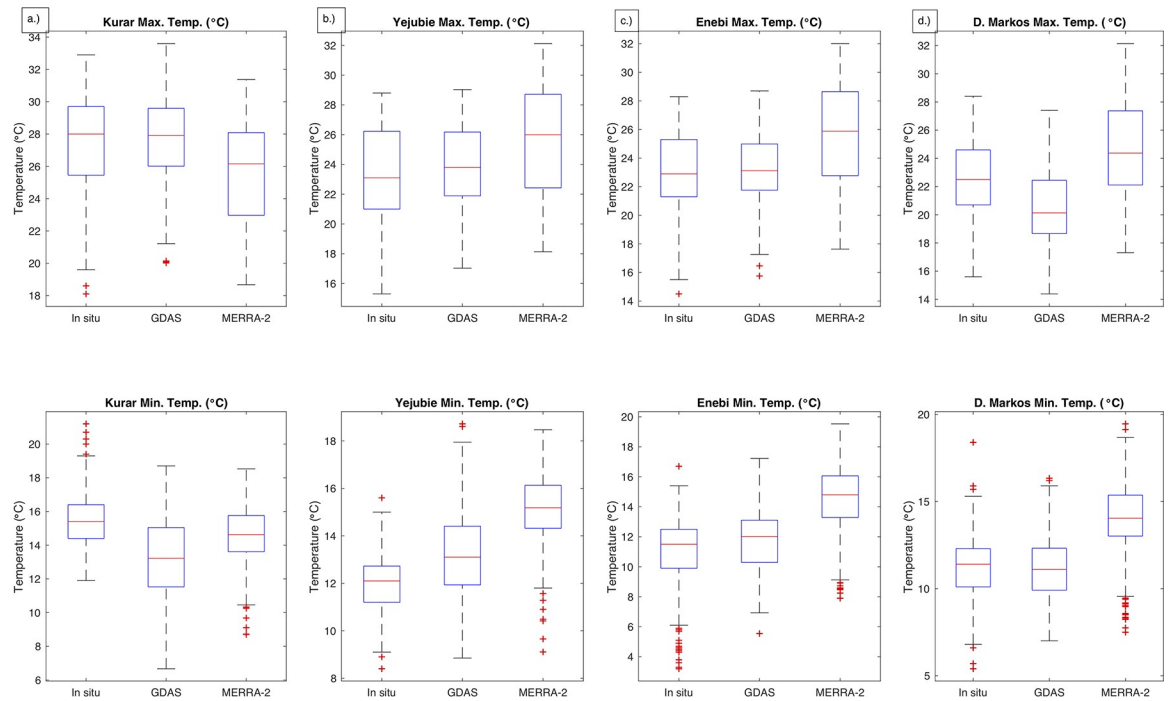 a.) Kurar Max. Temp. (°C)
34
32
30
28
26
24
22
20
18
Temperature (°C)
In situ GDAS MERRA-2
b.) Yejubie Max. Temp. (°C)
32
30
28
26
24
22
20
18
16
Temperature (°C)
In situ GDAS MERRA-2
c.) Enebi Max. Temp. (°C)
32
30
28
26
24
22
20
18
16
14
Temperature (°C)
In situ GDAS MERRA-2
d.) D. Markos Max. Temp. (°C)
32
30
28
26
24
22
20
18
16
14
Temperature (°C)
In situ GDAS MERRA-2
Kurar Min. Temp. (°C)
20
18
16
14
12
10
8
6
Temperature (°C)
In situ GDAS MERRA-2
Yejubie Min. Temp. (°C)
18
16
14
12
10
8
Temperature (°C)
In situ GDAS MERRA-2
Enebi Min. Temp. (°C)
20
18
16
14
12
10
8
6
4
Temperature (°C)
In situ GDAS MERRA-2
D. Markos Min. Temp. (°C)
20
15
10
5
Temperature (°C)
In situ GDAS MERRA-2